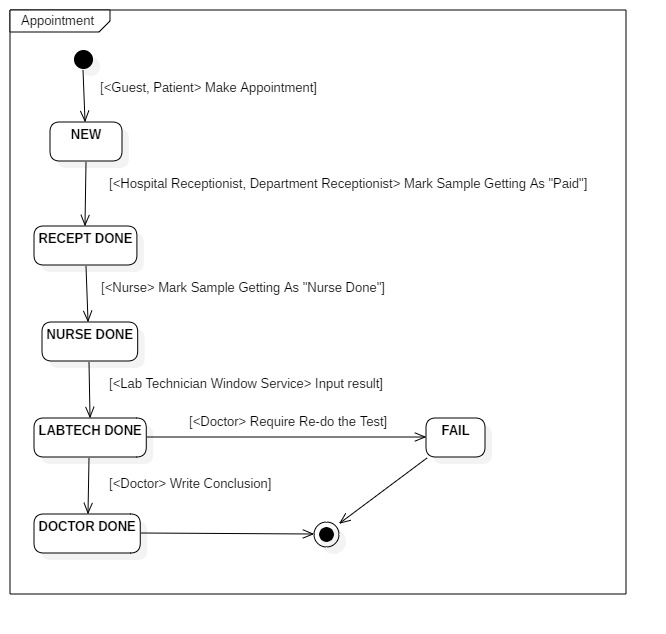 Appointment
[<Guest, Patient> Make Appointment]
NEW
[<Hospital Receptionist, Department Receptionist> Mark Sample Getting As "Paid"]
RECEPT DONE
[<Nurse> Mark Sample Getting As "Nurse Done"]
NURSE DONE
[<Lab Technician Window Service> Input result]
LABTECH DONE
[<Doctor> Require Re-do the Test]
FAIL
[<Doctor> Write Conclusion]
DOCTOR DONE